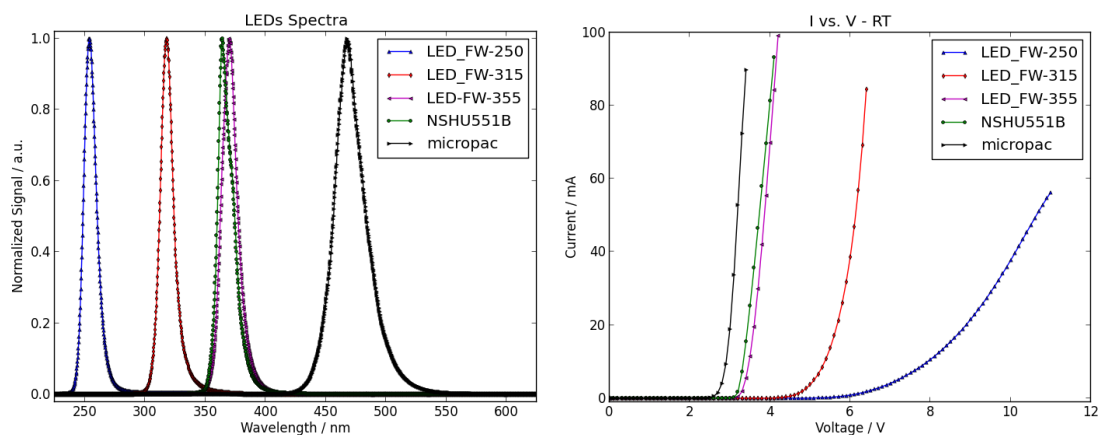 LEDs Spectra
1.0
0.8
0.6
0.4
0.2
0.0
Normalized Signal / a.u.
250
300
350
400
450
500
550
600
Wavelength / nm
LED_FW-250
LED_FW-315
LED-FW-355
NSHU551B
micropac
I vs. V - RT
100
80
60
40
20
0
Current / mA
0
2
4
6
8
10
12
Voltage / V
LED_FW-250
LED_FW-315
LED_FW-355
NSHU551B
micropac